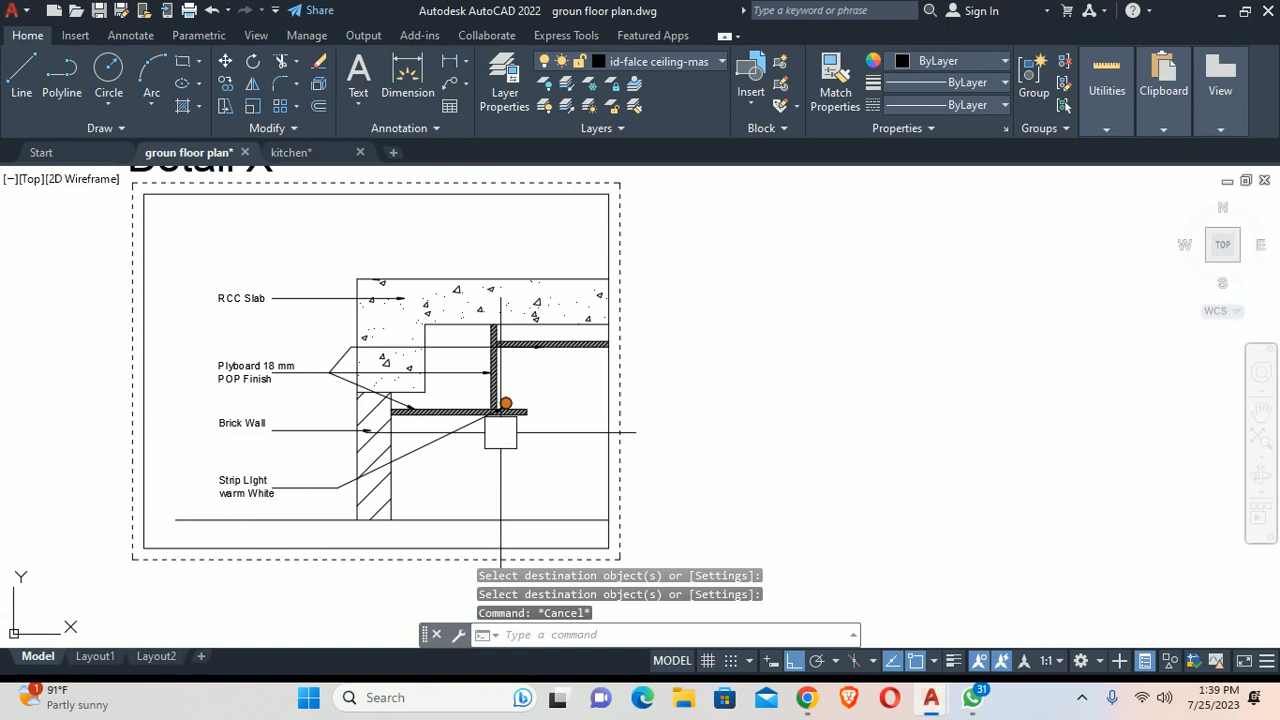 Share
Autodesk AutoCAD 2022 groun floor plan.dwg
Type a keyword or phrase
Sign In
Home Insert Annotate Parametric View Manage Output Add-ins Collaborate Express Tools Featured Apps
Line Polyline Circle Arc
Text Dimension
Layer Properties
id-falce ceiling-mas
Insert
Match Properties
ByLayer
ByLayer
ByLayer
Group
Utilities
Clipboard
View
Draw Modify Annotation Layers Block Properties Groups
Start groun floor plan* kitchen*
[−][Top][2D Wireframe]
Detail X
N
W TOP E
S
WCS
RCC Slab
Plyboard 18 mm
POP Finish
Brick Wall
Strip LIght
warm White
Select destination object(s) or [Settings]:
Select destination object(s) or [Settings]:
Command: *Cancel*
Type a command
Y
X
Model Layout1 Layout2
MODEL
1:1
1
91°F
Partly sunny
Search
31
1:39 PM
7/25/2023